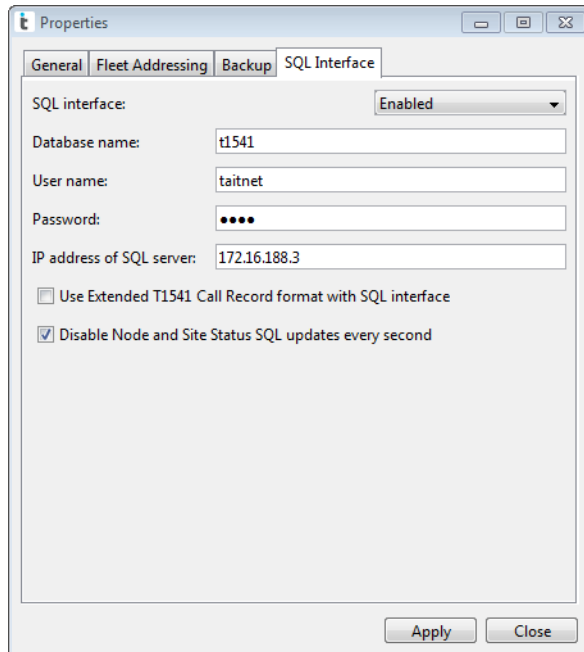 Properties
General Fleet Addressing Backup SQL Interface
SQL interface: Enabled
Database name: t1541
User name: taitnet
Password: ●●●●
IP address of SQL server: 172.16.188.3
Use Extended T1541 Call Record format with SQL interface
Disable Node and Site Status SQL updates every second
Apply Close